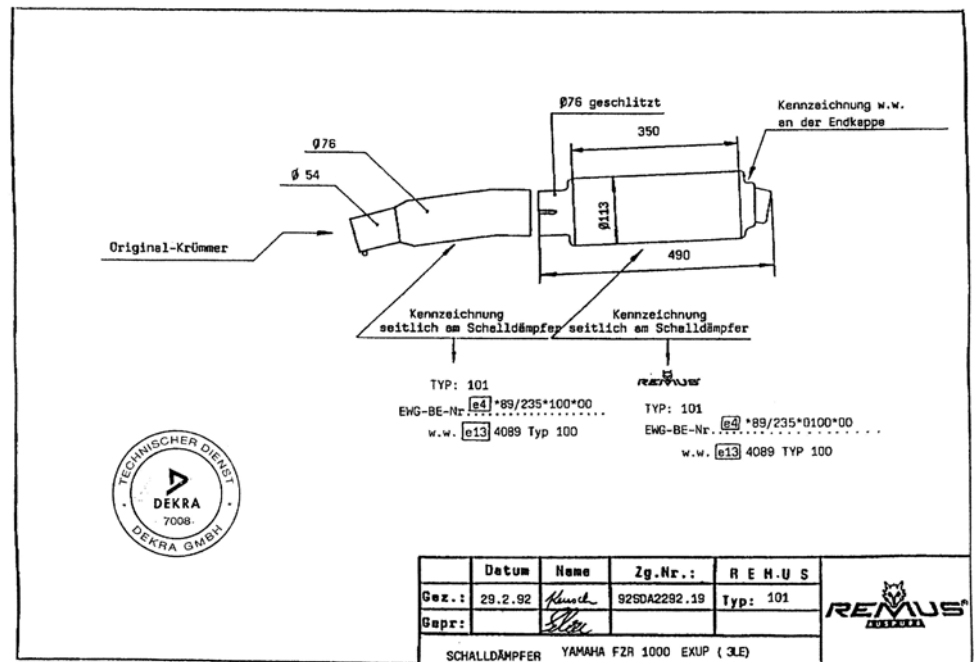 Ø76 geschlitzt
Kennzeichnung w.w.
an der Endkappe
350
Ø76
Ø 54
Ø113
Original-Krümmer
490
Kennzeichnung
seitlich am Schalldämpfer
Kennzeichnung
seitlich am Schalldämpfer
TYP: 101
EWG-BE-Nr e4 *89/235*100*00
w.w. e13 4089 Typ 100
REMUS
TYP: 101
EWG-BE-Nr. e4 *89/235*0100*00
w.w. e13 4089 TYP 100
TECHNISCHER DIENST
DEKRA
7008
DEKRA GMBH
Datum Name Zg.Nr.: REMUS
Gez.: 29.2.92 92SDA2292.19 Typ: 101
Gepr:
SCHALLDÄMPFER YAMAHA FZR 1000 EXUP (3LE)
REMUS
AUSPUFF